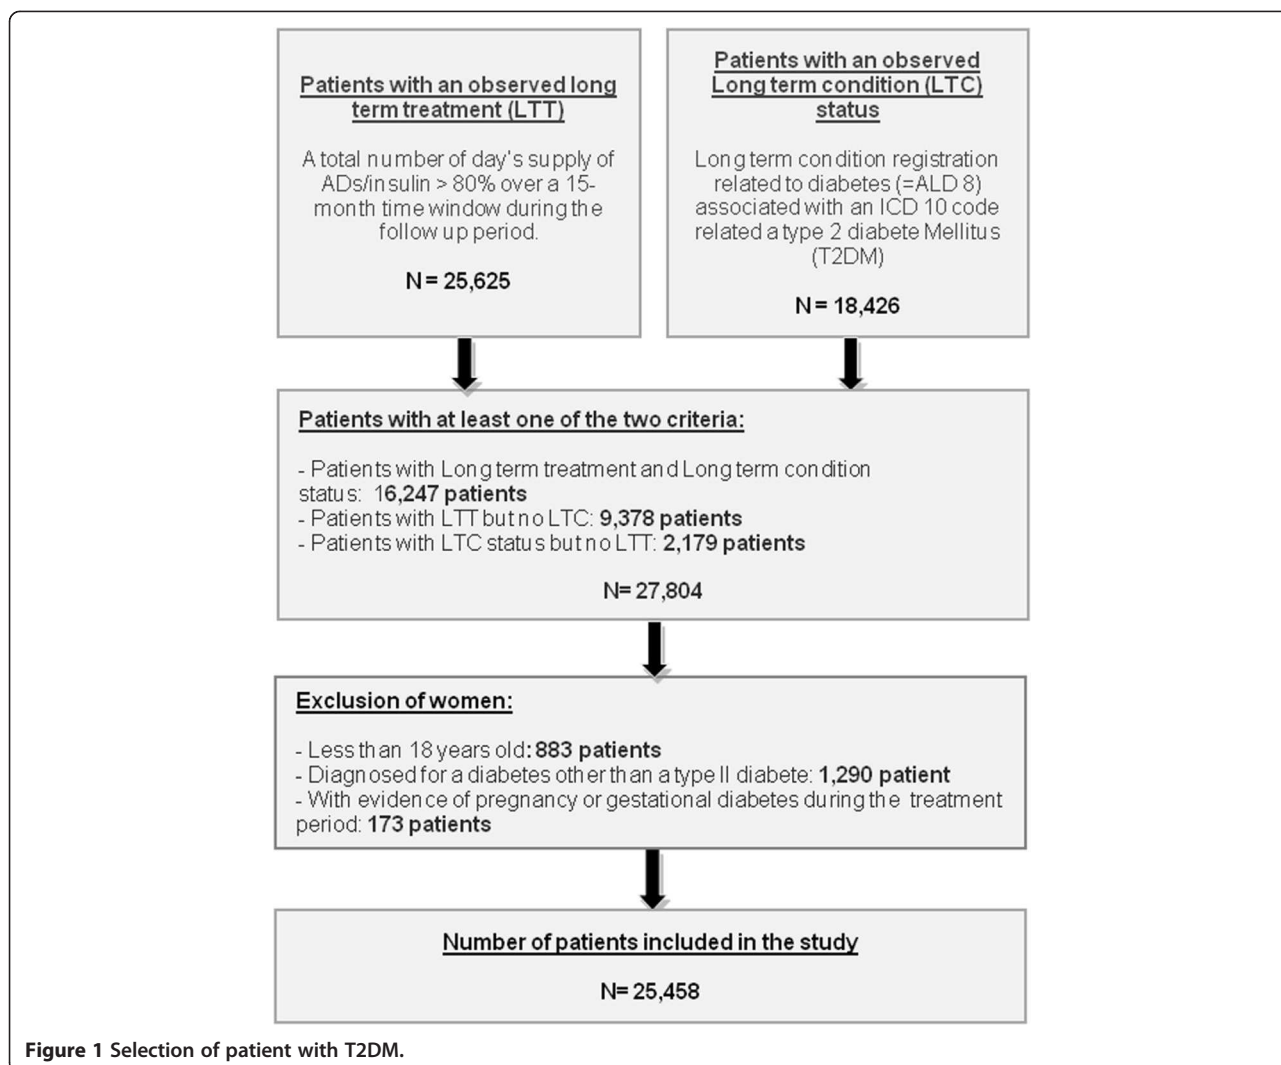 Patients with an observed long
term treatment (LTT)
A total number of day's supply of
ADs/insulin > 80% over a 15-
month time window during the
follow up period.
N = 25,625
Patients with an observed
Long term condition (LTC)
status
Long term condition registration
related to diabetes (=ALD 8)
associated with an ICD 10 code
related a type 2 diabete Mellitus
(T2DM)
N = 18,426
Patients with at least one of the two criteria:
- Patients with Long term treatment and Long term condition
status: 16,247 patients
- Patients with LTT but no LTC: 9,378 patients
- Patients with LTC status but no LTT: 2,179 patients
N= 27,804
Exclusion of women:
- Less than 18 years old: 883 patients
- Diagnosed for a diabetes other than a type II diabete: 1,290 patient
- With evidence of pregnancy or gestational diabetes during the treatment
period: 173 patients
Number of patients included in the study
N= 25,458
Figure 1 Selection of patient with T2DM.